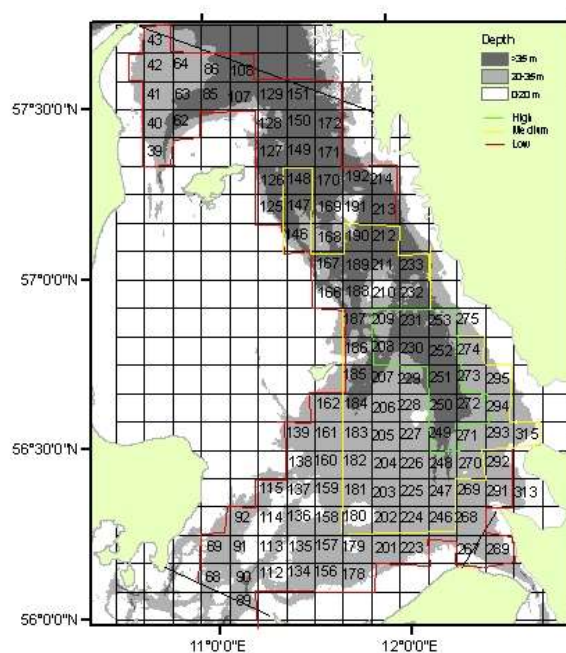 43
42 64 86 108
41 63 85 107 129 151
40 62 128 150 172
39 127 149 171
126 148 170 192 214
125 147 169 191 213
146 168 190 212
167 189 211 233
166 188 210 232
187 209 231 253 275
186 208 230 252 274
185 207 229 251 273 295
162 184 206 228 250 272 294
139 161 183 205 227 249 271 293 315
138 160 182 204 226 248 270 292
115 137 159 181 203 225 247 269 291 313
92 114 136 158 180 202 224 246 268
69 91 113 135 157 179 201 223 267 289
68 90 112 134 156 178
89
Depth
>35 m
20-35 m
0-20 m
High
Medium
Low
57°30'0"N
57°0'0"N
56°30'0"N
56°0'0"N
11°0'0"E 12°0'0"E